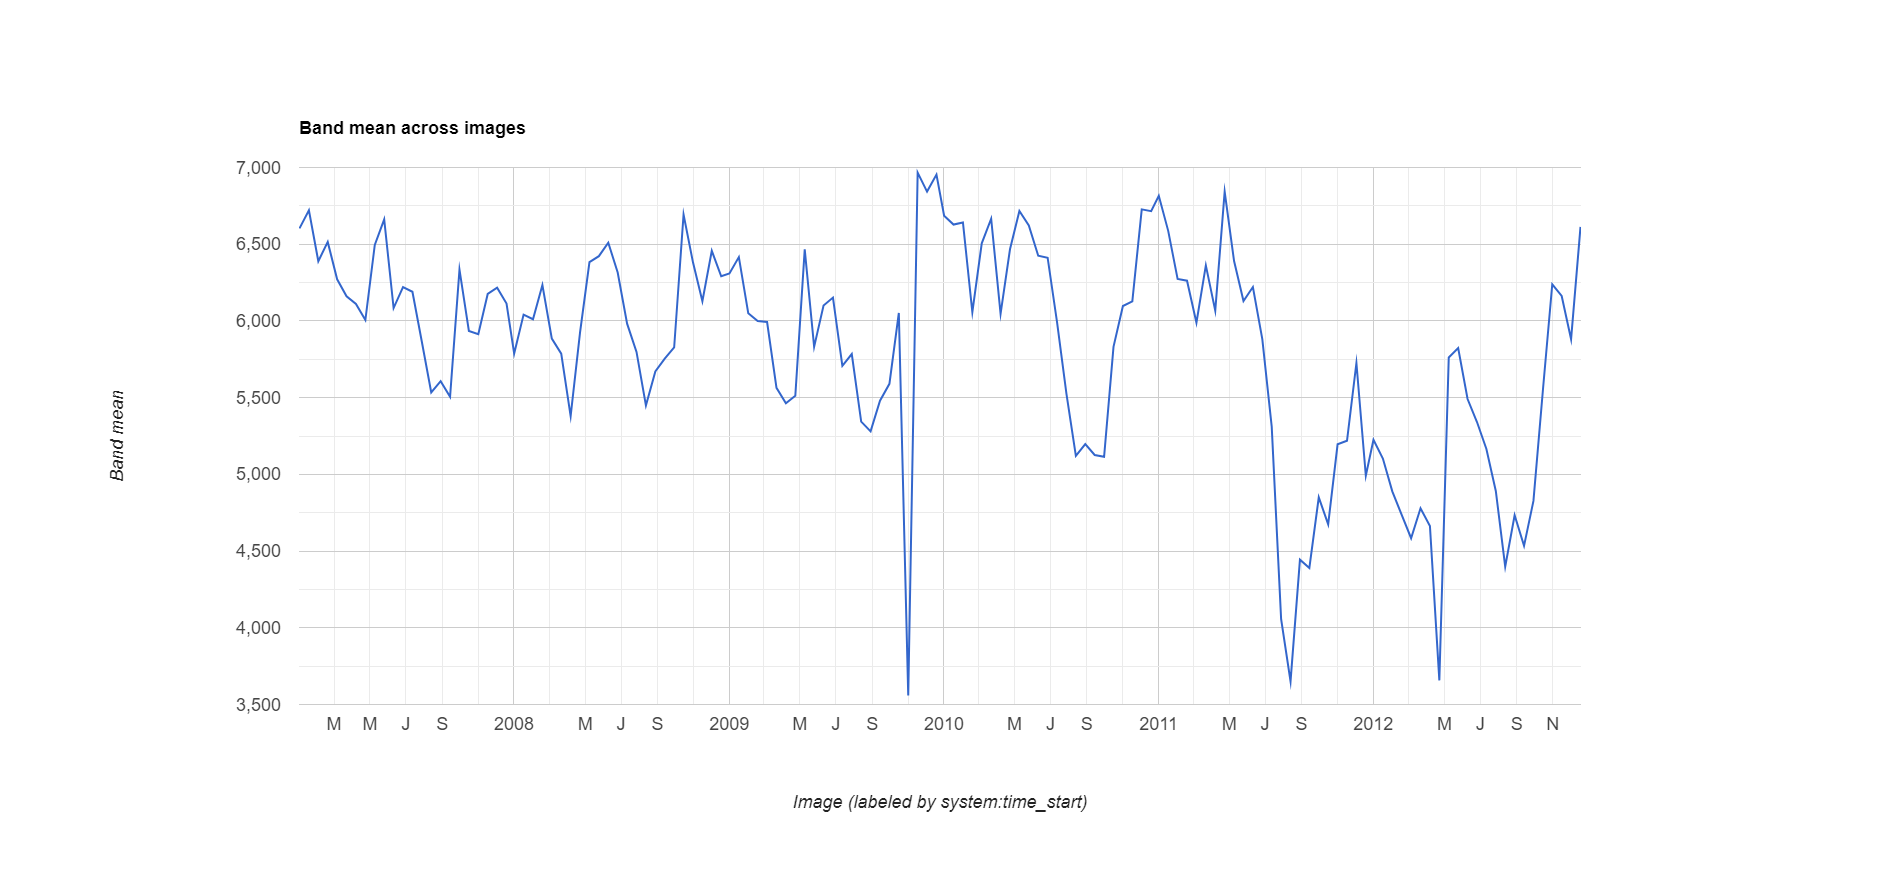 Band mean across images
7,000
6,500
6,000
5,500
5,000
4,500
4,000
3,500
Band mean
M M J S 2008 M J S 2009 M J S 2010 M J S 2011 M J S 2012 M J S N
Image (labeled by system:time_start)